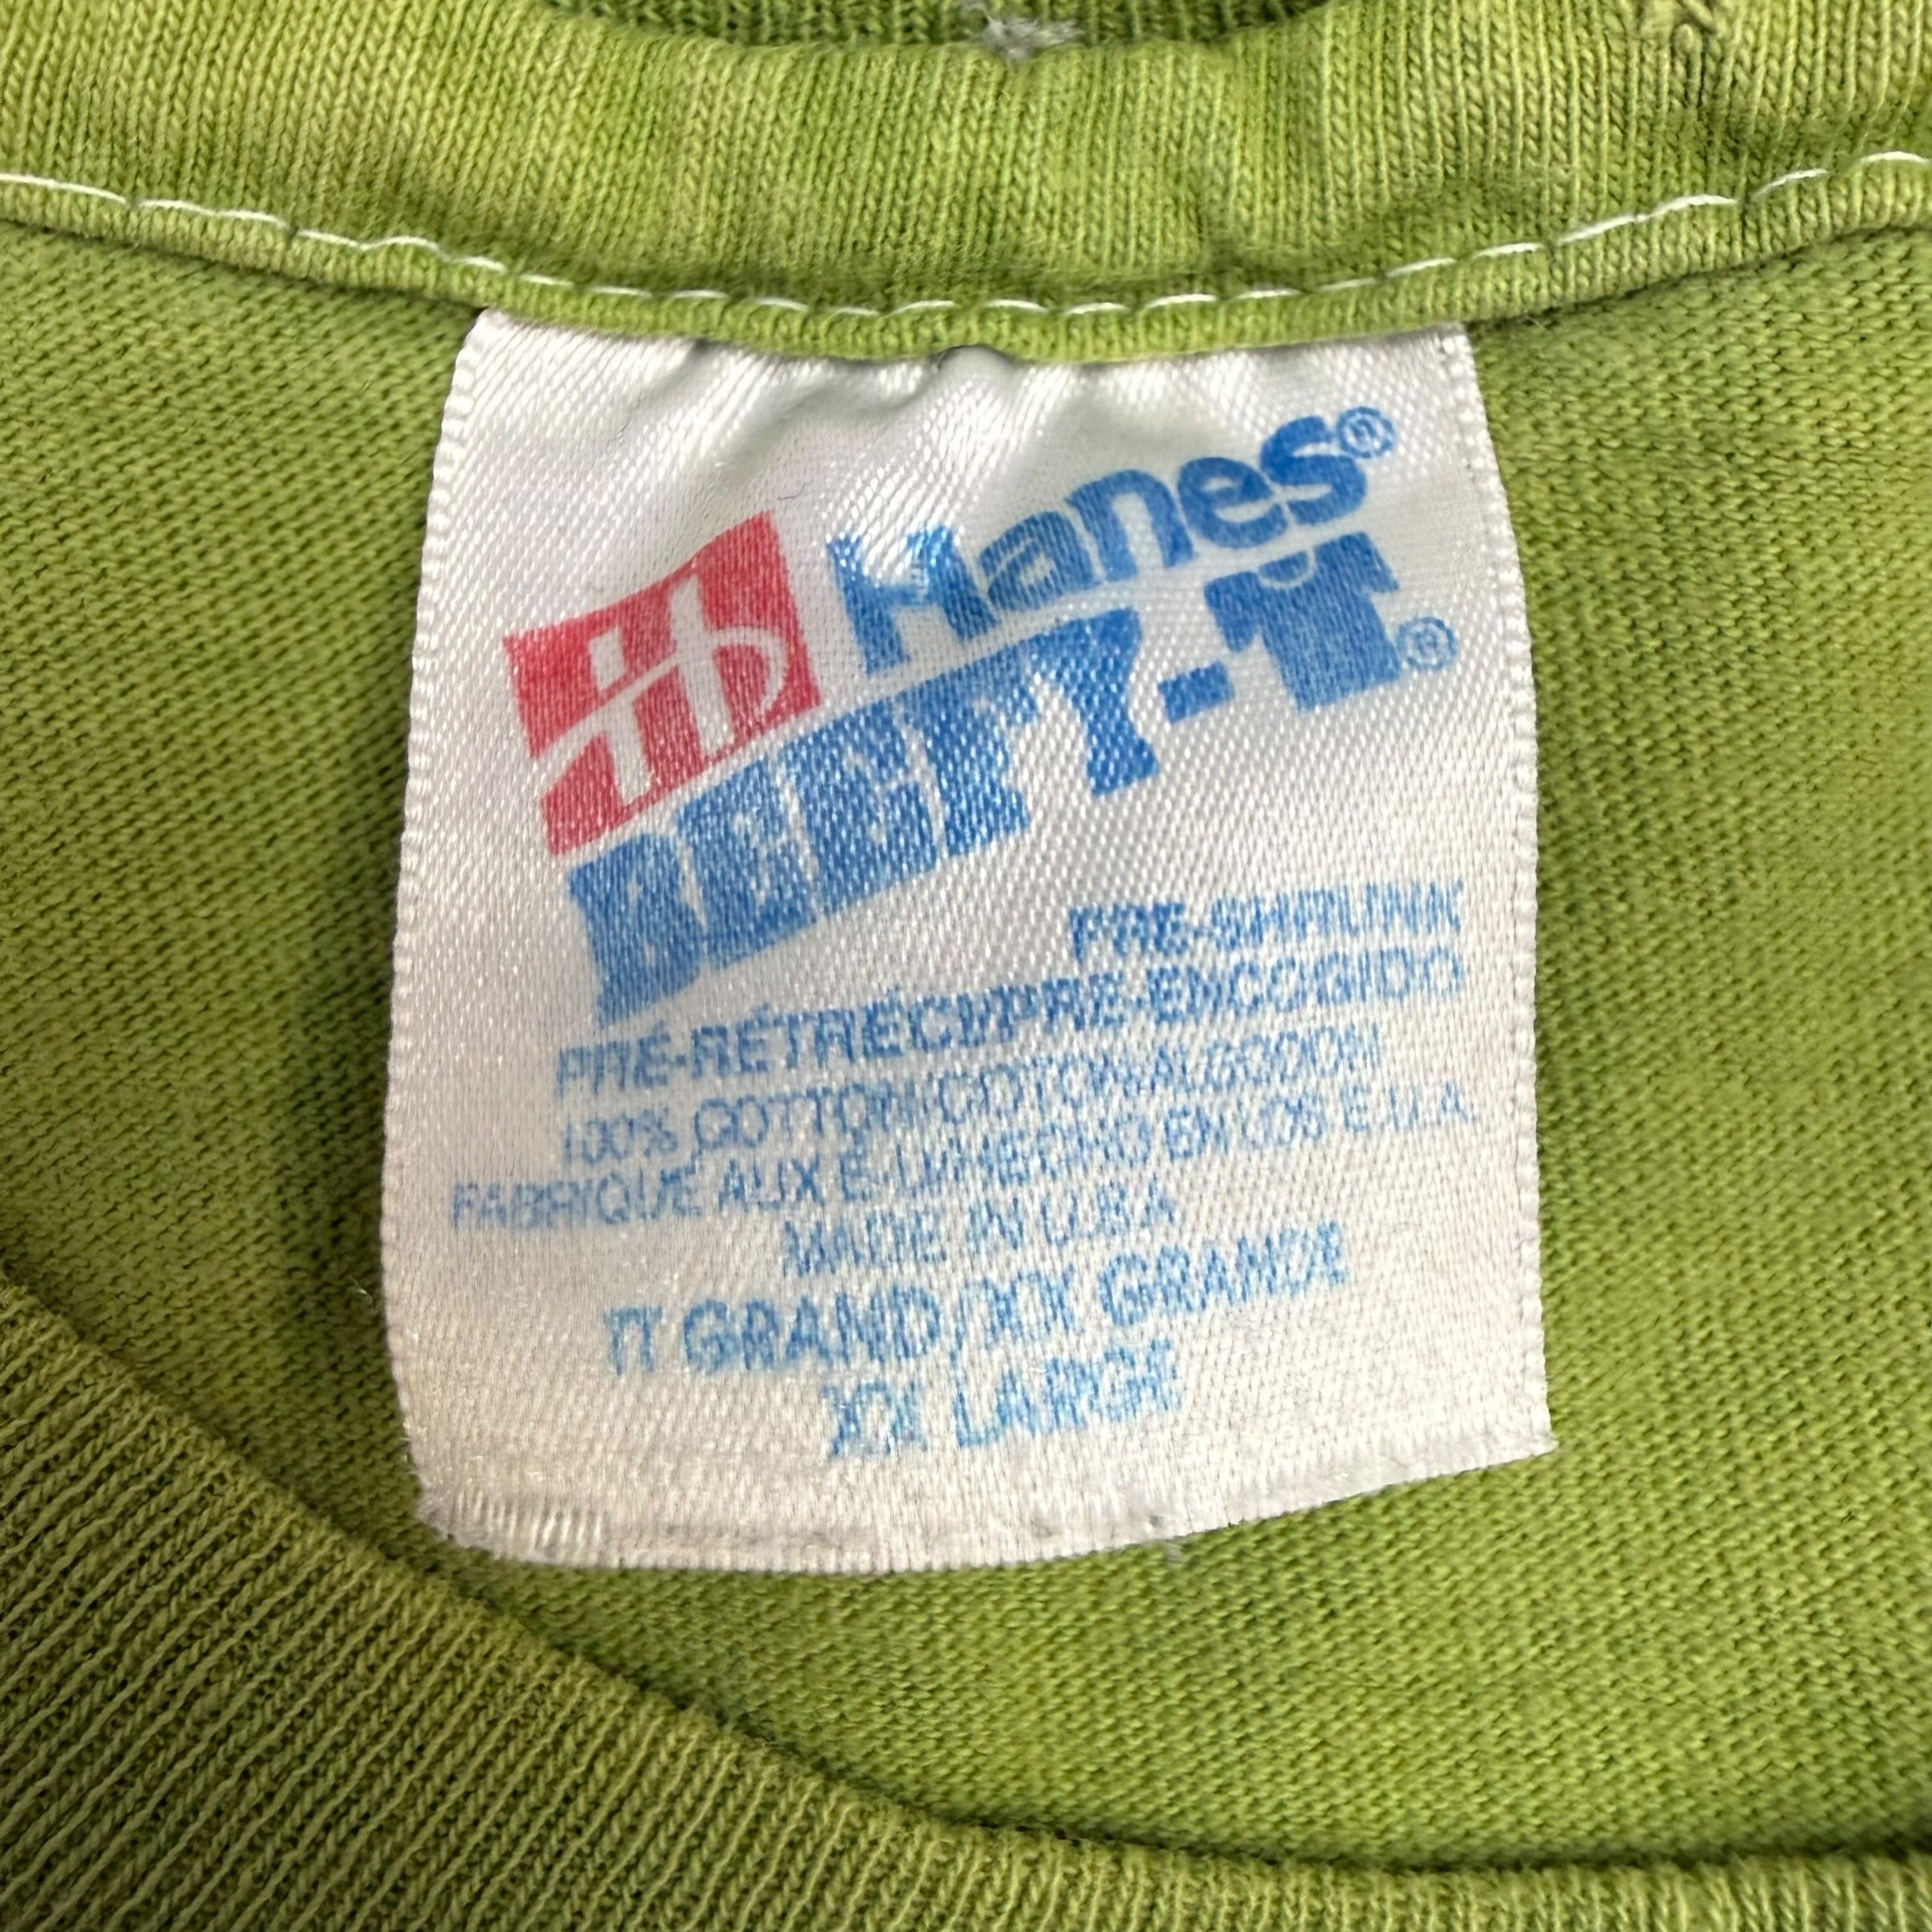 H Hanes®
BEEFY-T®
PRE-SHRUNK
PRÉ-RÉTRÉCI/PRE-ENCOGIDO
100% COTTON/COTON/ALGODON
FABRIQUÉ AUX É.-U./HECHO EN LOS E.U.A.
MADE IN U.S.A.
TT GRAND/XX GRANDE
XX LARGE